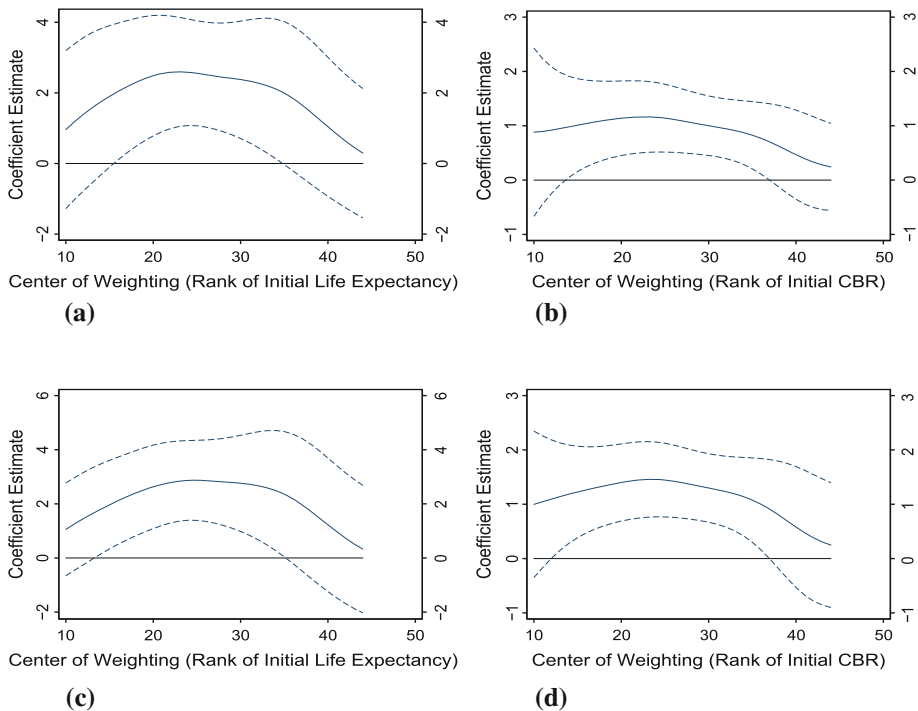 Coefficient Estimate
4
2
0
−2
4
2
0
−2
10 20 30 40 50
Center of Weighting (Rank of Initial Life Expectancy)
(a)
Coefficient Estimate
3
2
1
0
−1
3
2
1
0
−1
10 20 30 40 50
Center of Weighting (Rank of Initial CBR)
(b)
Coefficient Estimate
6
4
2
0
−2
6
4
2
0
−2
10 20 30 40 50
Center of Weighting (Rank of Initial Life Expectancy)
(c)
Coefficient Estimate
3
2
1
0
−1
3
2
1
0
−1
10 20 30 40 50
Center of Weighting (Rank of Initial CBR)
(d)